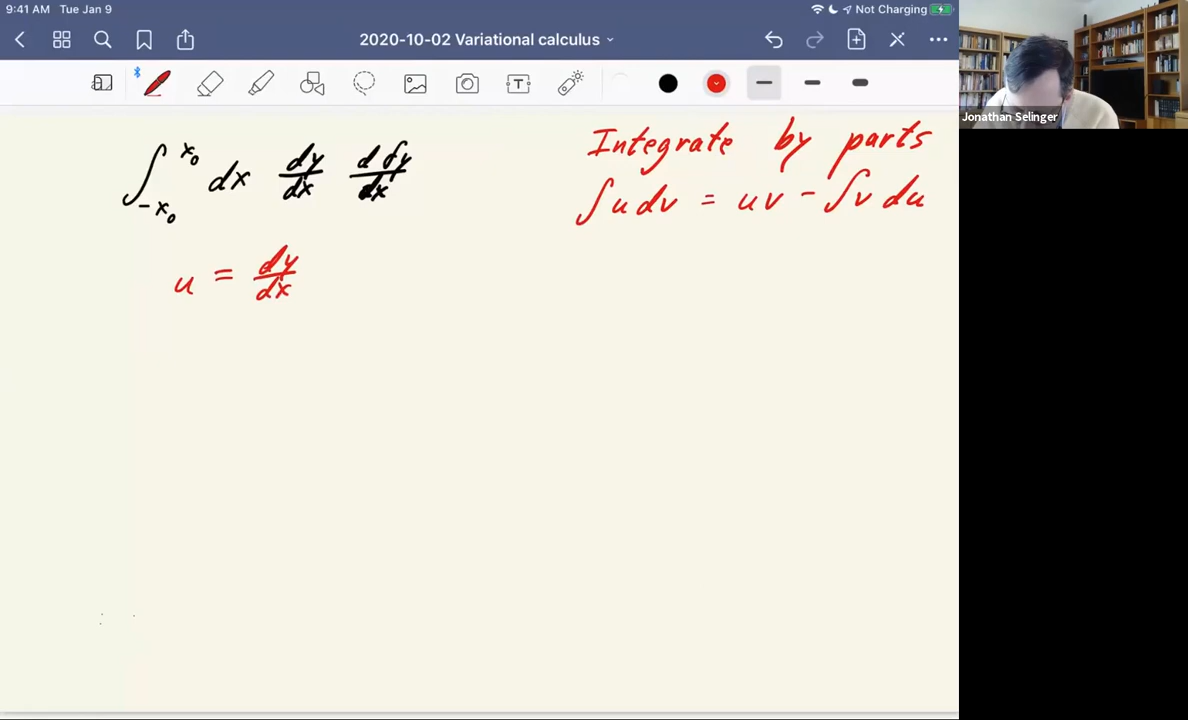 9:41 AM Tue Jan 9
Not Charging
2020-10-02 Variational calculus
Jonathan Selinger
∫_{-x₀}^{x₀} dx dy/dx d δy/dx
Integrate by parts
∫ u dv = uv - ∫ v du
u = dy/dx